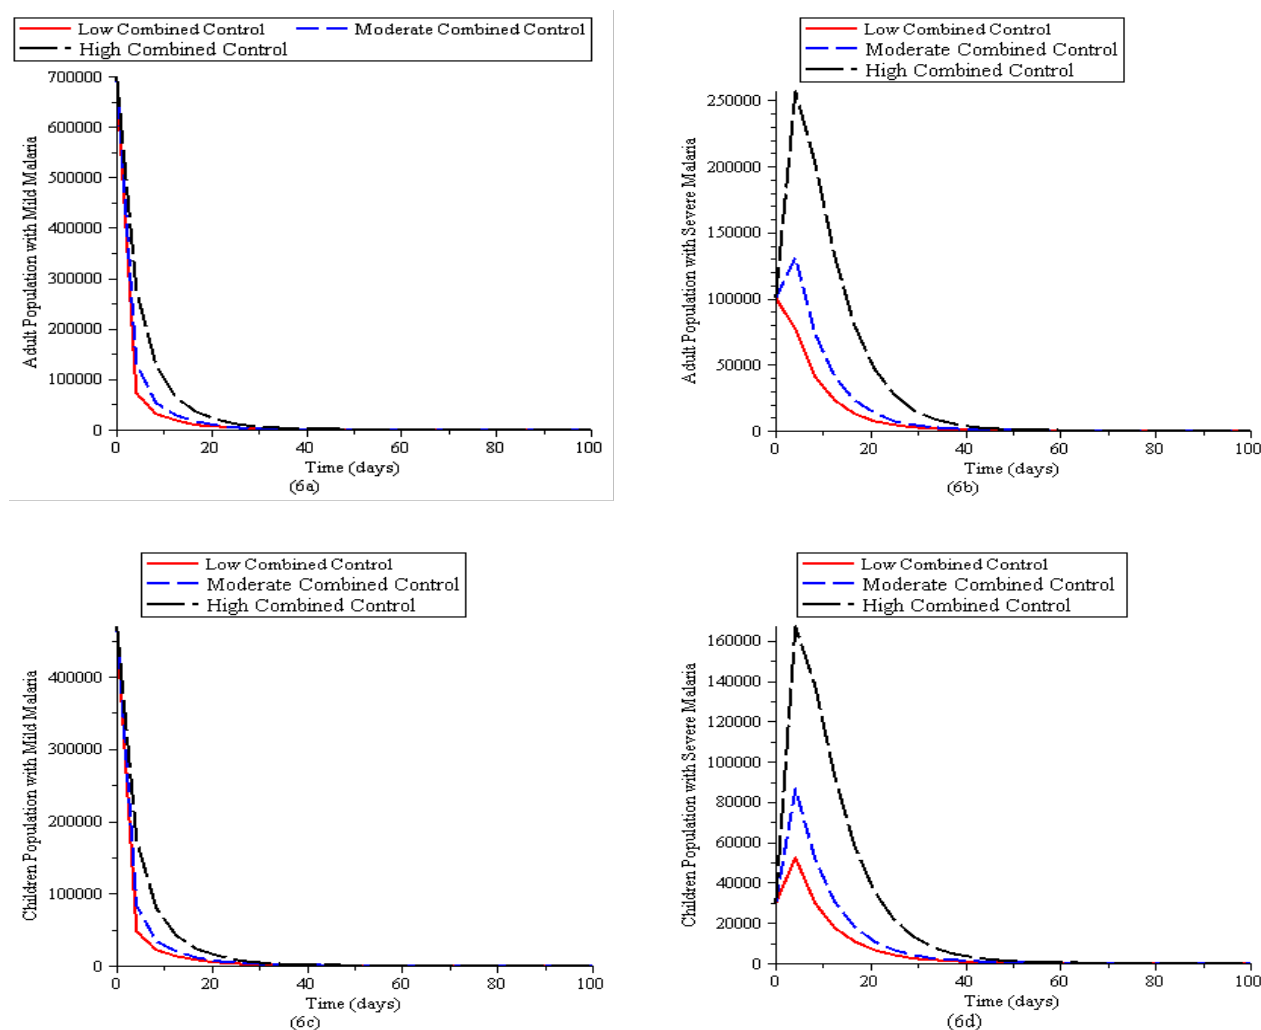 Low Combined Control Moderate Combined Control
High Combined Control
700000
600000
500000
400000
300000
200000
100000
0
Adult Population with Mild Malaria
0 20 40 60 80 100
Time (days)
(6a)
Low Combined Control
Moderate Combined Control
High Combined Control
250000
200000
150000
100000
50000
0
Adult Population with Severe Malaria
0 20 40 60 80 100
Time (days)
(6b)
Low Combined Control
Moderate Combined Control
High Combined Control
400000
300000
200000
100000
0
Children Population with Mild Malaria
0 20 40 60 80 100
Time (days)
(6c)
Low Combined Control
Moderate Combined Control
High Combined Control
160000
140000
120000
100000
80000
60000
40000
20000
0
Children Population with Severe Malaria
0 20 40 60 80 100
Time (days)
(6d)